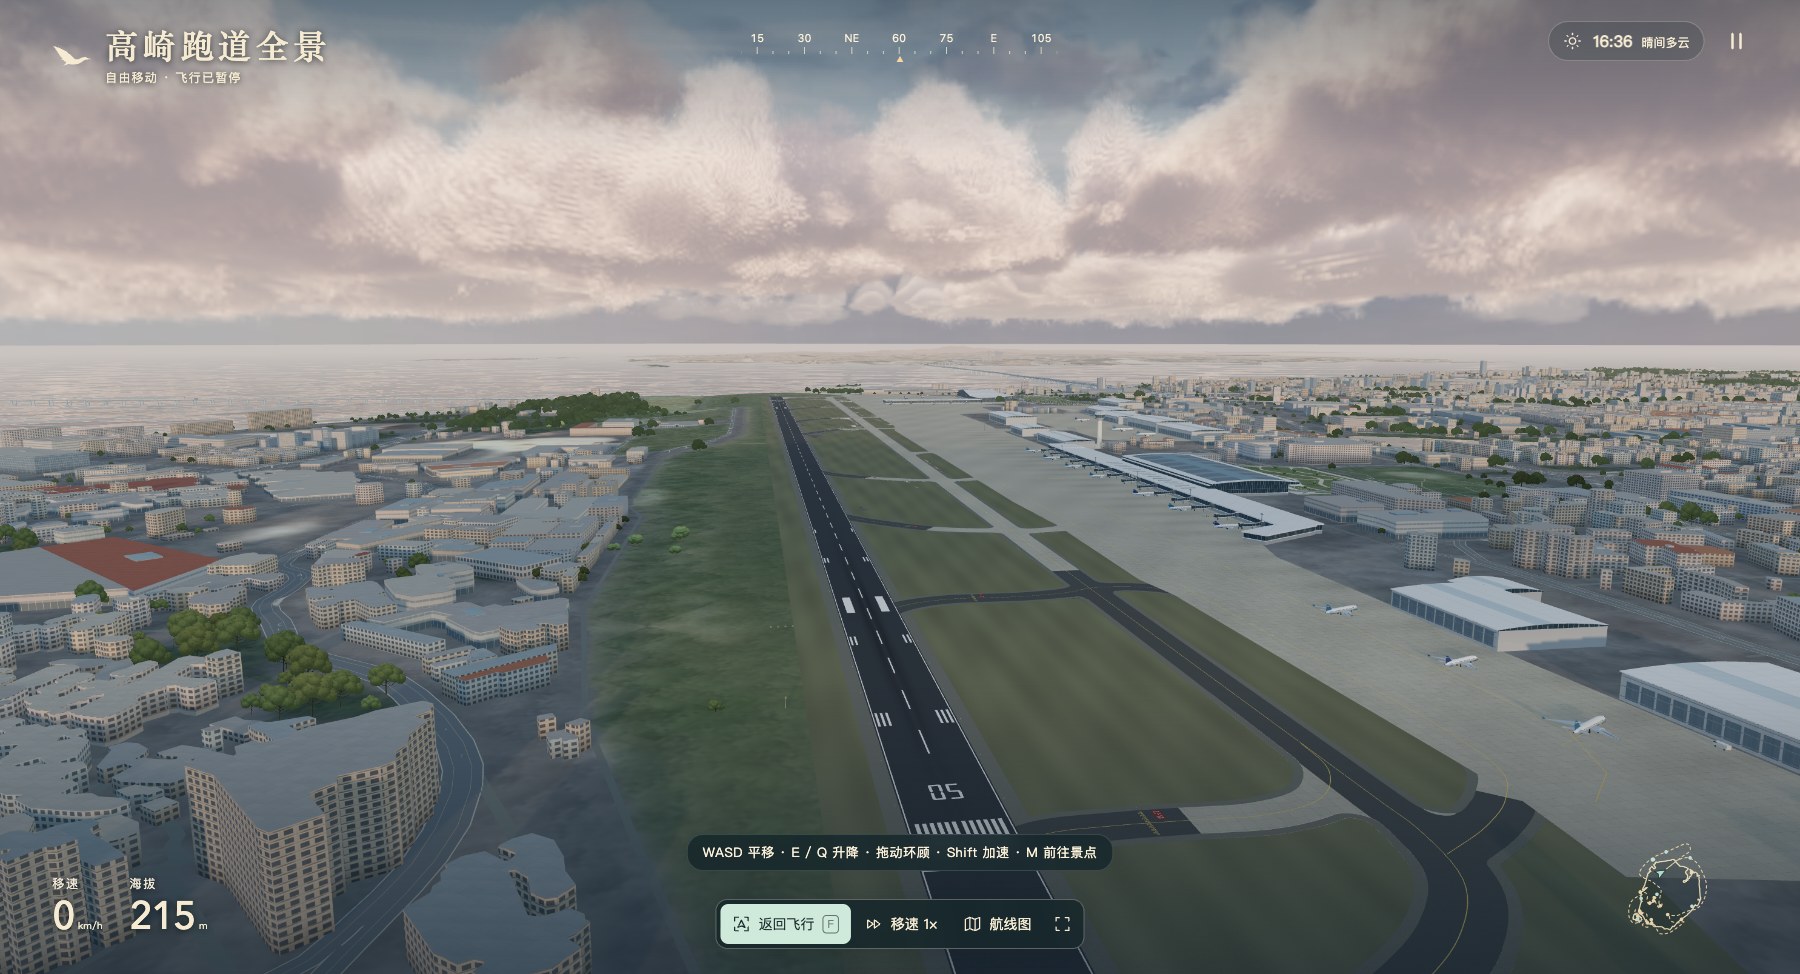 高崎跑道全景
自由移动 · 飞行已暂停
15 30 NE 60 75 E 105
16:36 晴间多云
05
WASD 平移 · E / Q 升降 · 拖动环顾 · Shift 加速 · M 前往景点
移速 海拔
0 km/h 215 m
返回飞行 F 移速 1x 航线图